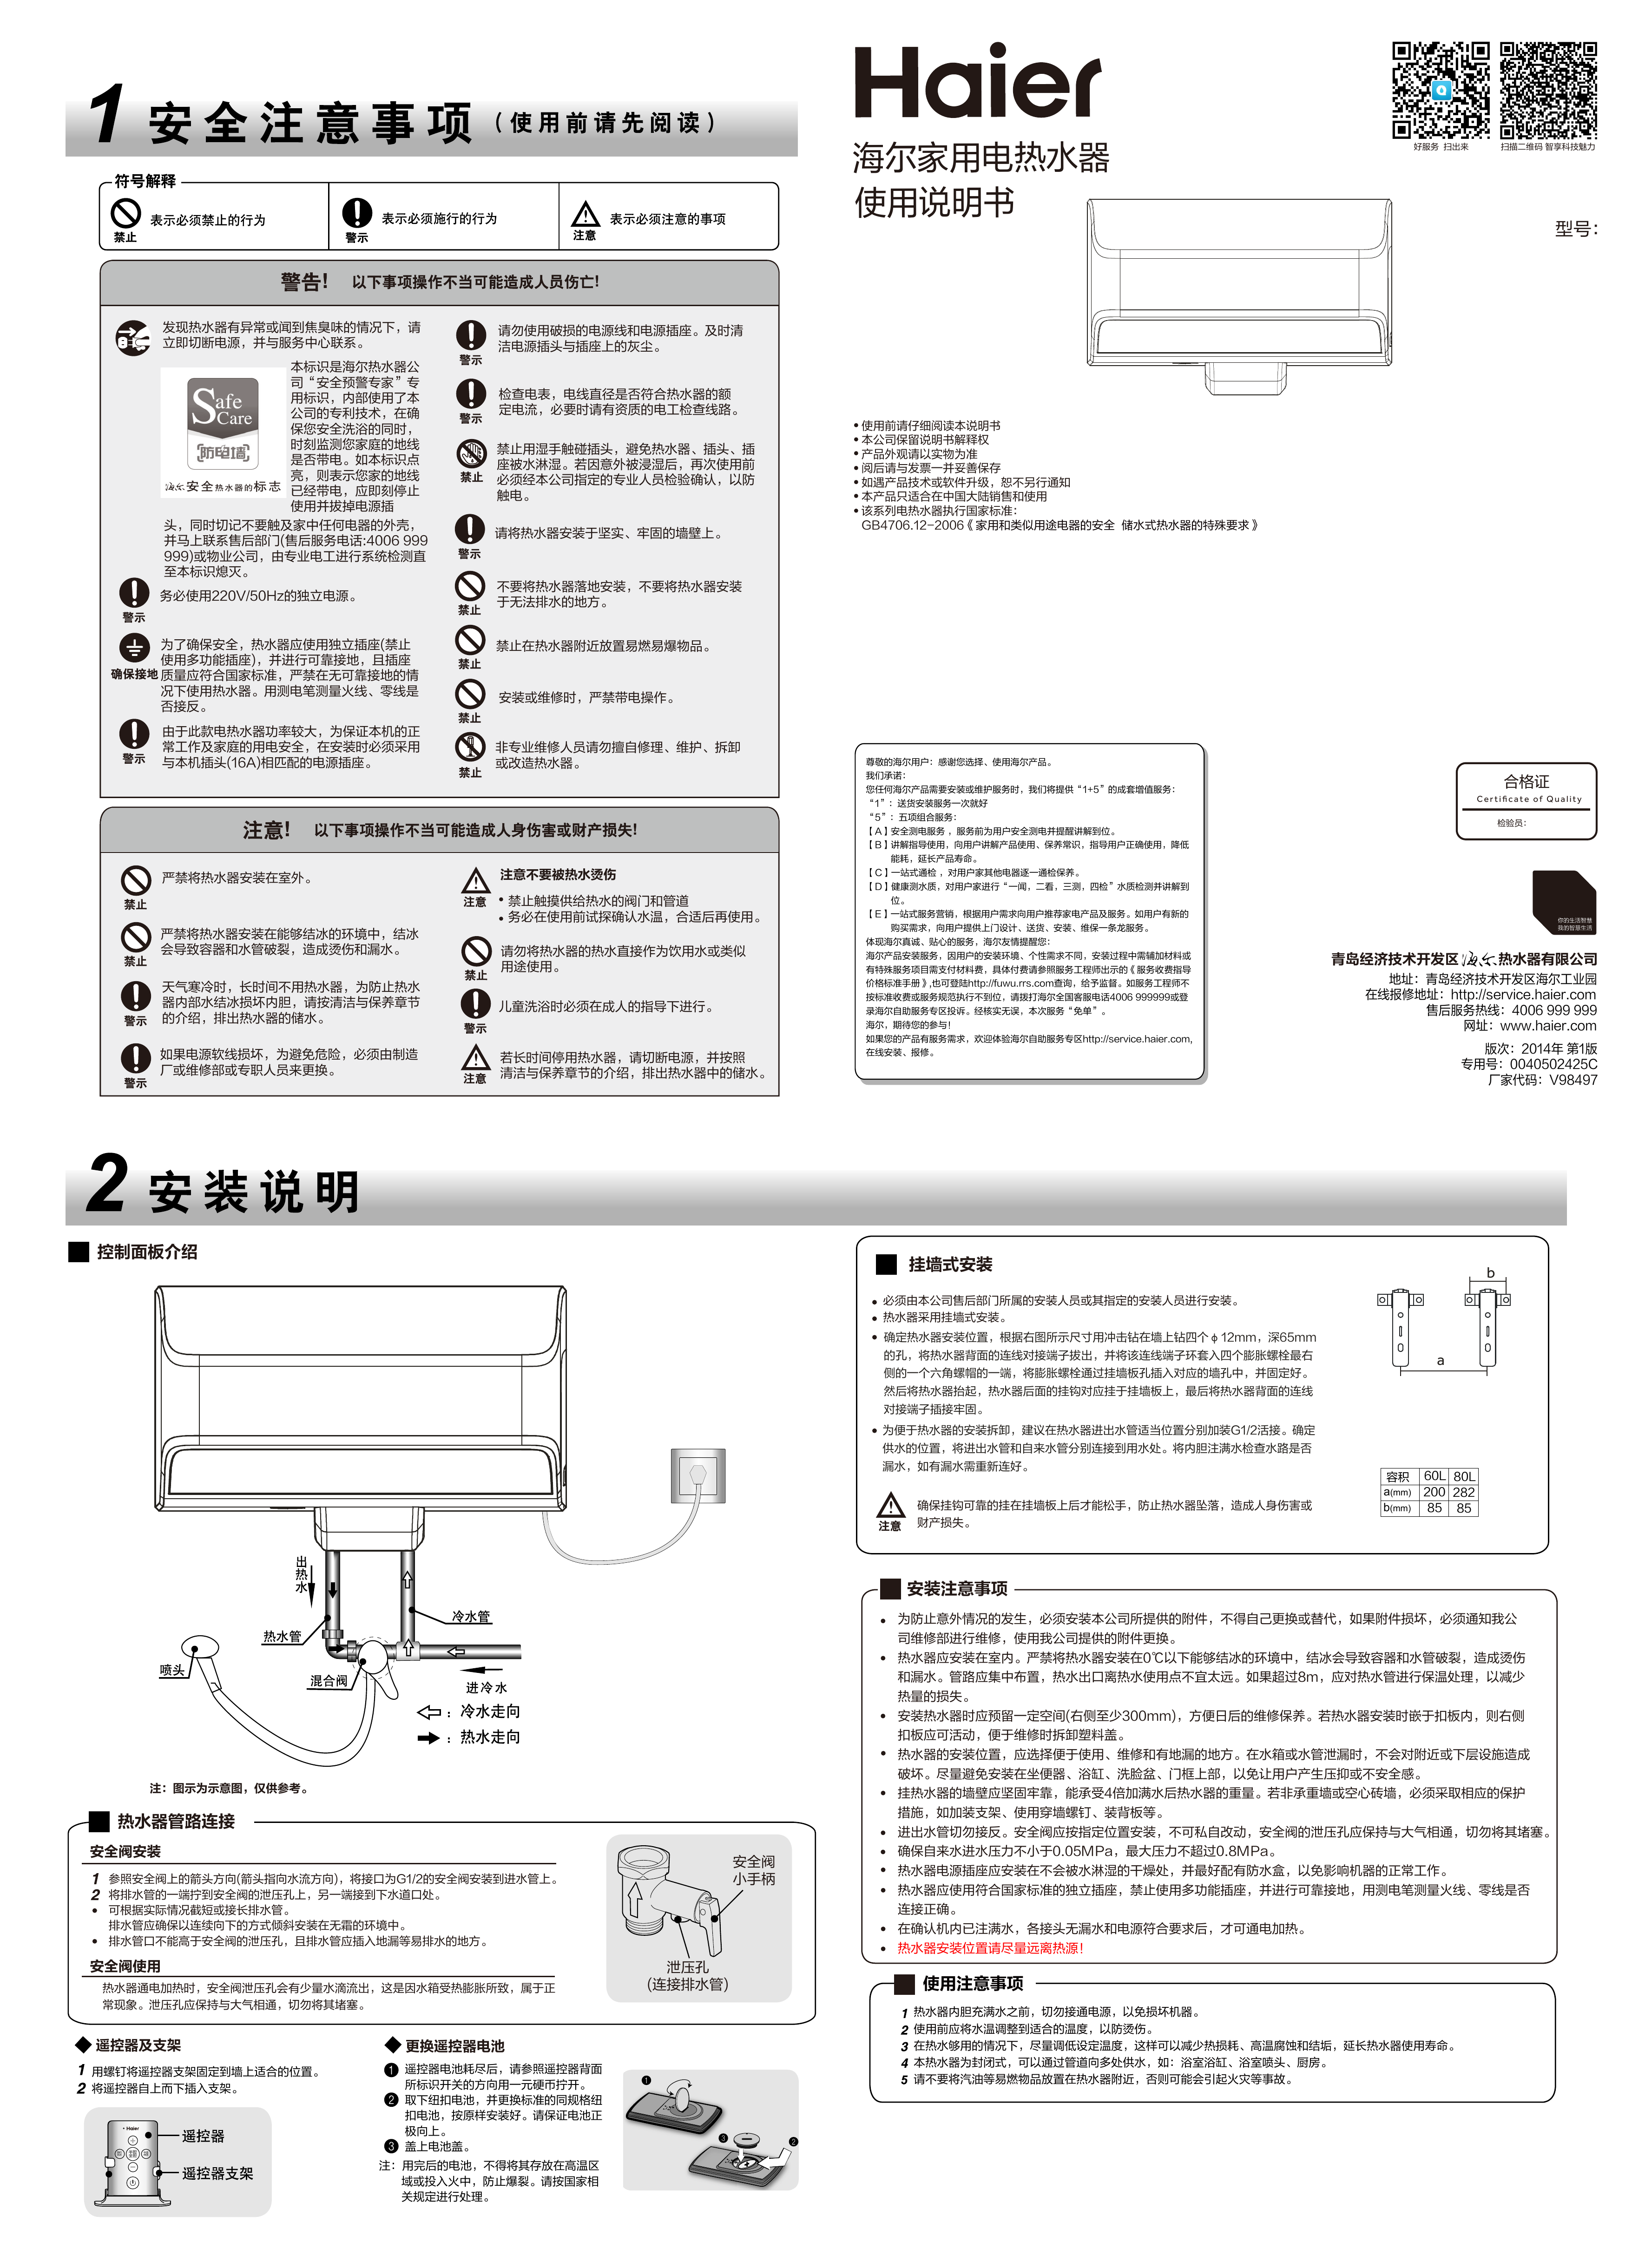 1 安全注意事项（使用前请先阅读）
符号解释
禁止
表示必须禁止的行为
警示
表示必须施行的行为
注意
表示必须注意的事项
警告! 以下事项操作不当可能造成人员伤亡!
发现热水器有异常或闻到焦臭味的情况下，请
立即切断电源，并与服务中心联系。
Safe
Care
防电墙
海尔安全热水器的标志
本标识是海尔热水器公
司“安全预警专家”专
用标识，内部使用了本
公司的专利技术，在确
保您安全洗浴的同时，
时刻监测您家庭的地线
是否带电。如本标识点
亮，则表示您家的地线
已经带电，应即刻停止
使用并拔掉电源插
头，同时切记不要触及家中任何电器的外壳，
并马上联系售后部门(售后服务电话:4006 999
999)或物业公司，由专业电工进行系统检测直
至本标识熄灭。
警示
务必使用220V/50Hz的独立电源。
确保接地
为了确保安全，热水器应使用独立插座(禁止
使用多功能插座)，并进行可靠接地，且插座
质量应符合国家标准，严禁在无可靠接地的情
况下使用热水器。用测电笔测量火线、零线是
否接反。
警示
由于此款电热水器功率较大，为保证本机的正
常工作及家庭的用电安全，在安装时必须采用
与本机插头(16A)相匹配的电源插座。
警示
请勿使用破损的电源线和电源插座。及时清
洁电源插头与插座上的灰尘。
警示
检查电表，电线直径是否符合热水器的额
定电流，必要时请有资质的电工检查线路。
禁止
禁止用湿手触碰插头，避免热水器、插头、插
座被水淋湿。若因意外被浸湿后，再次使用前
必须经本公司指定的专业人员检验确认，以防
触电。
警示
请将热水器安装于坚实、牢固的墙壁上。
禁止
不要将热水器落地安装，不要将热水器安装
于无法排水的地方。
禁止
禁止在热水器附近放置易燃易爆物品。
禁止
安装或维修时，严禁带电操作。
禁止
非专业维修人员请勿擅自修理、维护、拆卸
或改造热水器。
注意! 以下事项操作不当可能造成人身伤害或财产损失!
禁止
严禁将热水器安装在室外。
禁止
严禁将热水器安装在能够结冰的环境中，结冰
会导致容器和水管破裂，造成烫伤和漏水。
警示
天气寒冷时，长时间不用热水器，为防止热水
器内部水结冰损坏内胆，请按清洁与保养章节
的介绍，排出热水器的储水。
警示
如果电源软线损坏，为避免危险，必须由制造
厂或维修部或专职人员来更换。
注意
注意不要被热水烫伤
• 禁止触摸供给热水的阀门和管道
• 务必在使用前试探确认水温，合适后再使用。
禁止
请勿将热水器的热水直接作为饮用水或类似
用途使用。
警示
儿童洗浴时必须在成人的指导下进行。
注意
若长时间停用热水器，请切断电源，并按照
清洁与保养章节的介绍，排出热水器中的储水。
Haier
海尔家用电热水器
使用说明书
好服务 扫出来
扫描二维码 智享科技魅力
型号：
• 使用前请仔细阅读本说明书
• 本公司保留说明书解释权
• 产品外观请以实物为准
• 阅后请与发票一并妥善保存
• 如遇产品技术或软件升级，恕不另行通知
• 本产品只适合在中国大陆销售和使用
• 该系列电热水器执行国家标准：
GB4706.12-2006《家用和类似用途电器的安全 储水式热水器的特殊要求》
尊敬的海尔用户：感谢您选择、使用海尔产品。
我们承诺：
您任何海尔产品需要安装或维护服务时，我们将提供“1+5”的成套增值服务：
“1”：送货安装服务一次就好
“5”：五项组合服务：
【A】安全测电服务，服务前为用户安全测电并提醒讲解到位。
【B】讲解指导使用，向用户讲解产品使用、保养常识，指导用户正确使用，降低
能耗，延长产品寿命。
【C】一站式通检，对用户家其他电器逐一通检保养。
【D】健康测水质，对用户家进行“一闻，二看，三测，四检”水质检测并讲解到
位。
【E】一站式服务营销，根据用户需求向用户推荐家电产品及服务。如用户有新的
购买需求，向用户提供上门设计、送货、安装、维保一条龙服务。
体现海尔真诚、贴心的服务，海尔友情提醒您：
海尔产品安装服务，因用户的安装环境、个性需求不同，安装过程中需辅加材料或
有特殊服务项目需支付材料费，具体付费请参照服务工程师出示的《服务收费指导
价格标准手册》,也可登陆http://fuwu.rrs.com查询，给予监督。如服务工程师不
按标准收费或服务规范执行不到位，请拨打海尔全国客服电话4006 999999或登
录海尔自助服务专区投诉。经核实无误，本次服务“免单”。
海尔，期待您的参与!
如果您的产品有服务需求，欢迎体验海尔自助服务专区http://service.haier.com,
在线安装、报修。
合格证
Certificate of Quality
检验员：
你的生活智慧
我的智慧生活
青岛经济技术开发区海尔热水器有限公司
地址：青岛经济技术开发区海尔工业园
在线报修地址：http://service.haier.com
售后服务热线：4006 999 999
网址：www.haier.com
版次：2014年 第1版
专用号：0040502425C
厂家代码：V98497
2 安装说明
控制面板介绍
出热水
热水管
冷水管
喷头
混合阀
进冷水
：冷水走向
：热水走向
注：图示为示意图，仅供参考。
热水器管路连接
安全阀安装
1 参照安全阀上的箭头方向(箭头指向水流方向)，将接口为G1/2的安全阀安装到进水管上。
2 将排水管的一端拧到安全阀的泄压孔上，另一端接到下水道口处。
• 可根据实际情况截短或接长排水管。
排水管应确保以连续向下的方式倾斜安装在无霜的环境中。
• 排水管口不能高于安全阀的泄压孔，且排水管应插入地漏等易排水的地方。
安全阀使用
热水器通电加热时，安全阀泄压孔会有少量水滴流出，这是因水箱受热膨胀所致，属于正
常现象。泄压孔应保持与大气相通，切勿将其堵塞。
安全阀
小手柄
泄压孔
（连接排水管）
◆ 遥控器及支架
1 用螺钉将遥控器支架固定到墙上适合的位置。
2 将遥控器自上而下插入支架。
Haier
遥控器
遥控器支架
◆ 更换遥控器电池
❶ 遥控器电池耗尽后，请参照遥控器背面
所标识开关的方向用一元硬币拧开。
❷ 取下纽扣电池，并更换标准的同规格纽
扣电池，按原样安装好。请保证电池正
极向上。
❸ 盖上电池盖。
注：用完后的电池，不得将其存放在高温区
域或投入火中，防止爆裂。请按国家相
关规定进行处理。
❶
❸
❷
挂墙式安装
• 必须由本公司售后部门所属的安装人员或其指定的安装人员进行安装。
• 热水器采用挂墙式安装。
• 确定热水器安装位置，根据右图所示尺寸用冲击钻在墙上钻四个φ12mm，深65mm
的孔，将热水器背面的连线对接端子拔出，并将该连线端子环套入四个膨胀螺栓最右
侧的一个六角螺帽的一端，将膨胀螺栓通过挂墙板孔插入对应的墙孔中，并固定好。
然后将热水器抬起，热水器后面的挂钩对应挂于挂墙板上，最后将热水器背面的连线
对接端子插接牢固。
• 为便于热水器的安装拆卸，建议在热水器进出水管适当位置分别加装G1/2活接。确定
供水的位置，将进出水管和自来水管分别连接到用水处。将内胆注满水检查水路是否
漏水，如有漏水需重新连好。
注意
确保挂钩可靠的挂在挂墙板上后才能松手，防止热水器坠落，造成人身伤害或
财产损失。
b
a
容积 60L 80L
a(mm) 200 282
b(mm) 85 85
安装注意事项
• 为防止意外情况的发生，必须安装本公司所提供的附件，不得自己更换或替代，如果附件损坏，必须通知我公
司维修部进行维修，使用我公司提供的附件更换。
• 热水器应安装在室内。严禁将热水器安装在0℃以下能够结冰的环境中，结冰会导致容器和水管破裂，造成烫伤
和漏水。管路应集中布置，热水出口离热水使用点不宜太远。如果超过8m，应对热水管进行保温处理，以减少
热量的损失。
• 安装热水器时应预留一定空间(右侧至少300mm)，方便日后的维修保养。若热水器安装时嵌于扣板内，则右侧
扣板应可活动，便于维修时拆卸塑料盖。
• 热水器的安装位置，应选择便于使用、维修和有地漏的地方。在水箱或水管泄漏时，不会对附近或下层设施造成
破坏。尽量避免安装在坐便器、浴缸、洗脸盆、门框上部，以免让用户产生压抑或不安全感。
• 挂热水器的墙壁应坚固牢靠，能承受4倍加满水后热水器的重量。若非承重墙或空心砖墙，必须采取相应的保护
措施，如加装支架、使用穿墙螺钉、装背板等。
• 进出水管切勿接反。安全阀应按指定位置安装，不可私自改动，安全阀的泄压孔应保持与大气相通，切勿将其堵塞。
• 确保自来水进水压力不小于0.05MPa，最大压力不超过0.8MPa。
• 热水器电源插座应安装在不会被水淋湿的干燥处，并最好配有防水盒，以免影响机器的正常工作。
• 热水器应使用符合国家标准的独立插座，禁止使用多功能插座，并进行可靠接地，用测电笔测量火线、零线是否
连接正确。
• 在确认机内已注满水，各接头无漏水和电源符合要求后，才可通电加热。
• 热水器安装位置请尽量远离热源！
使用注意事项
1 热水器内胆充满水之前，切勿接通电源，以免损坏机器。
2 使用前应将水温调整到适合的温度，以防烫伤。
3 在热水够用的情况下，尽量调低设定温度，这样可以减少热损耗、高温腐蚀和结垢，延长热水器使用寿命。
4 本热水器为封闭式，可以通过管道向多处供水，如：浴室浴缸、浴室喷头、厨房。
5 请不要将汽油等易燃物品放置在热水器附近，否则可能会引起火灾等事故。